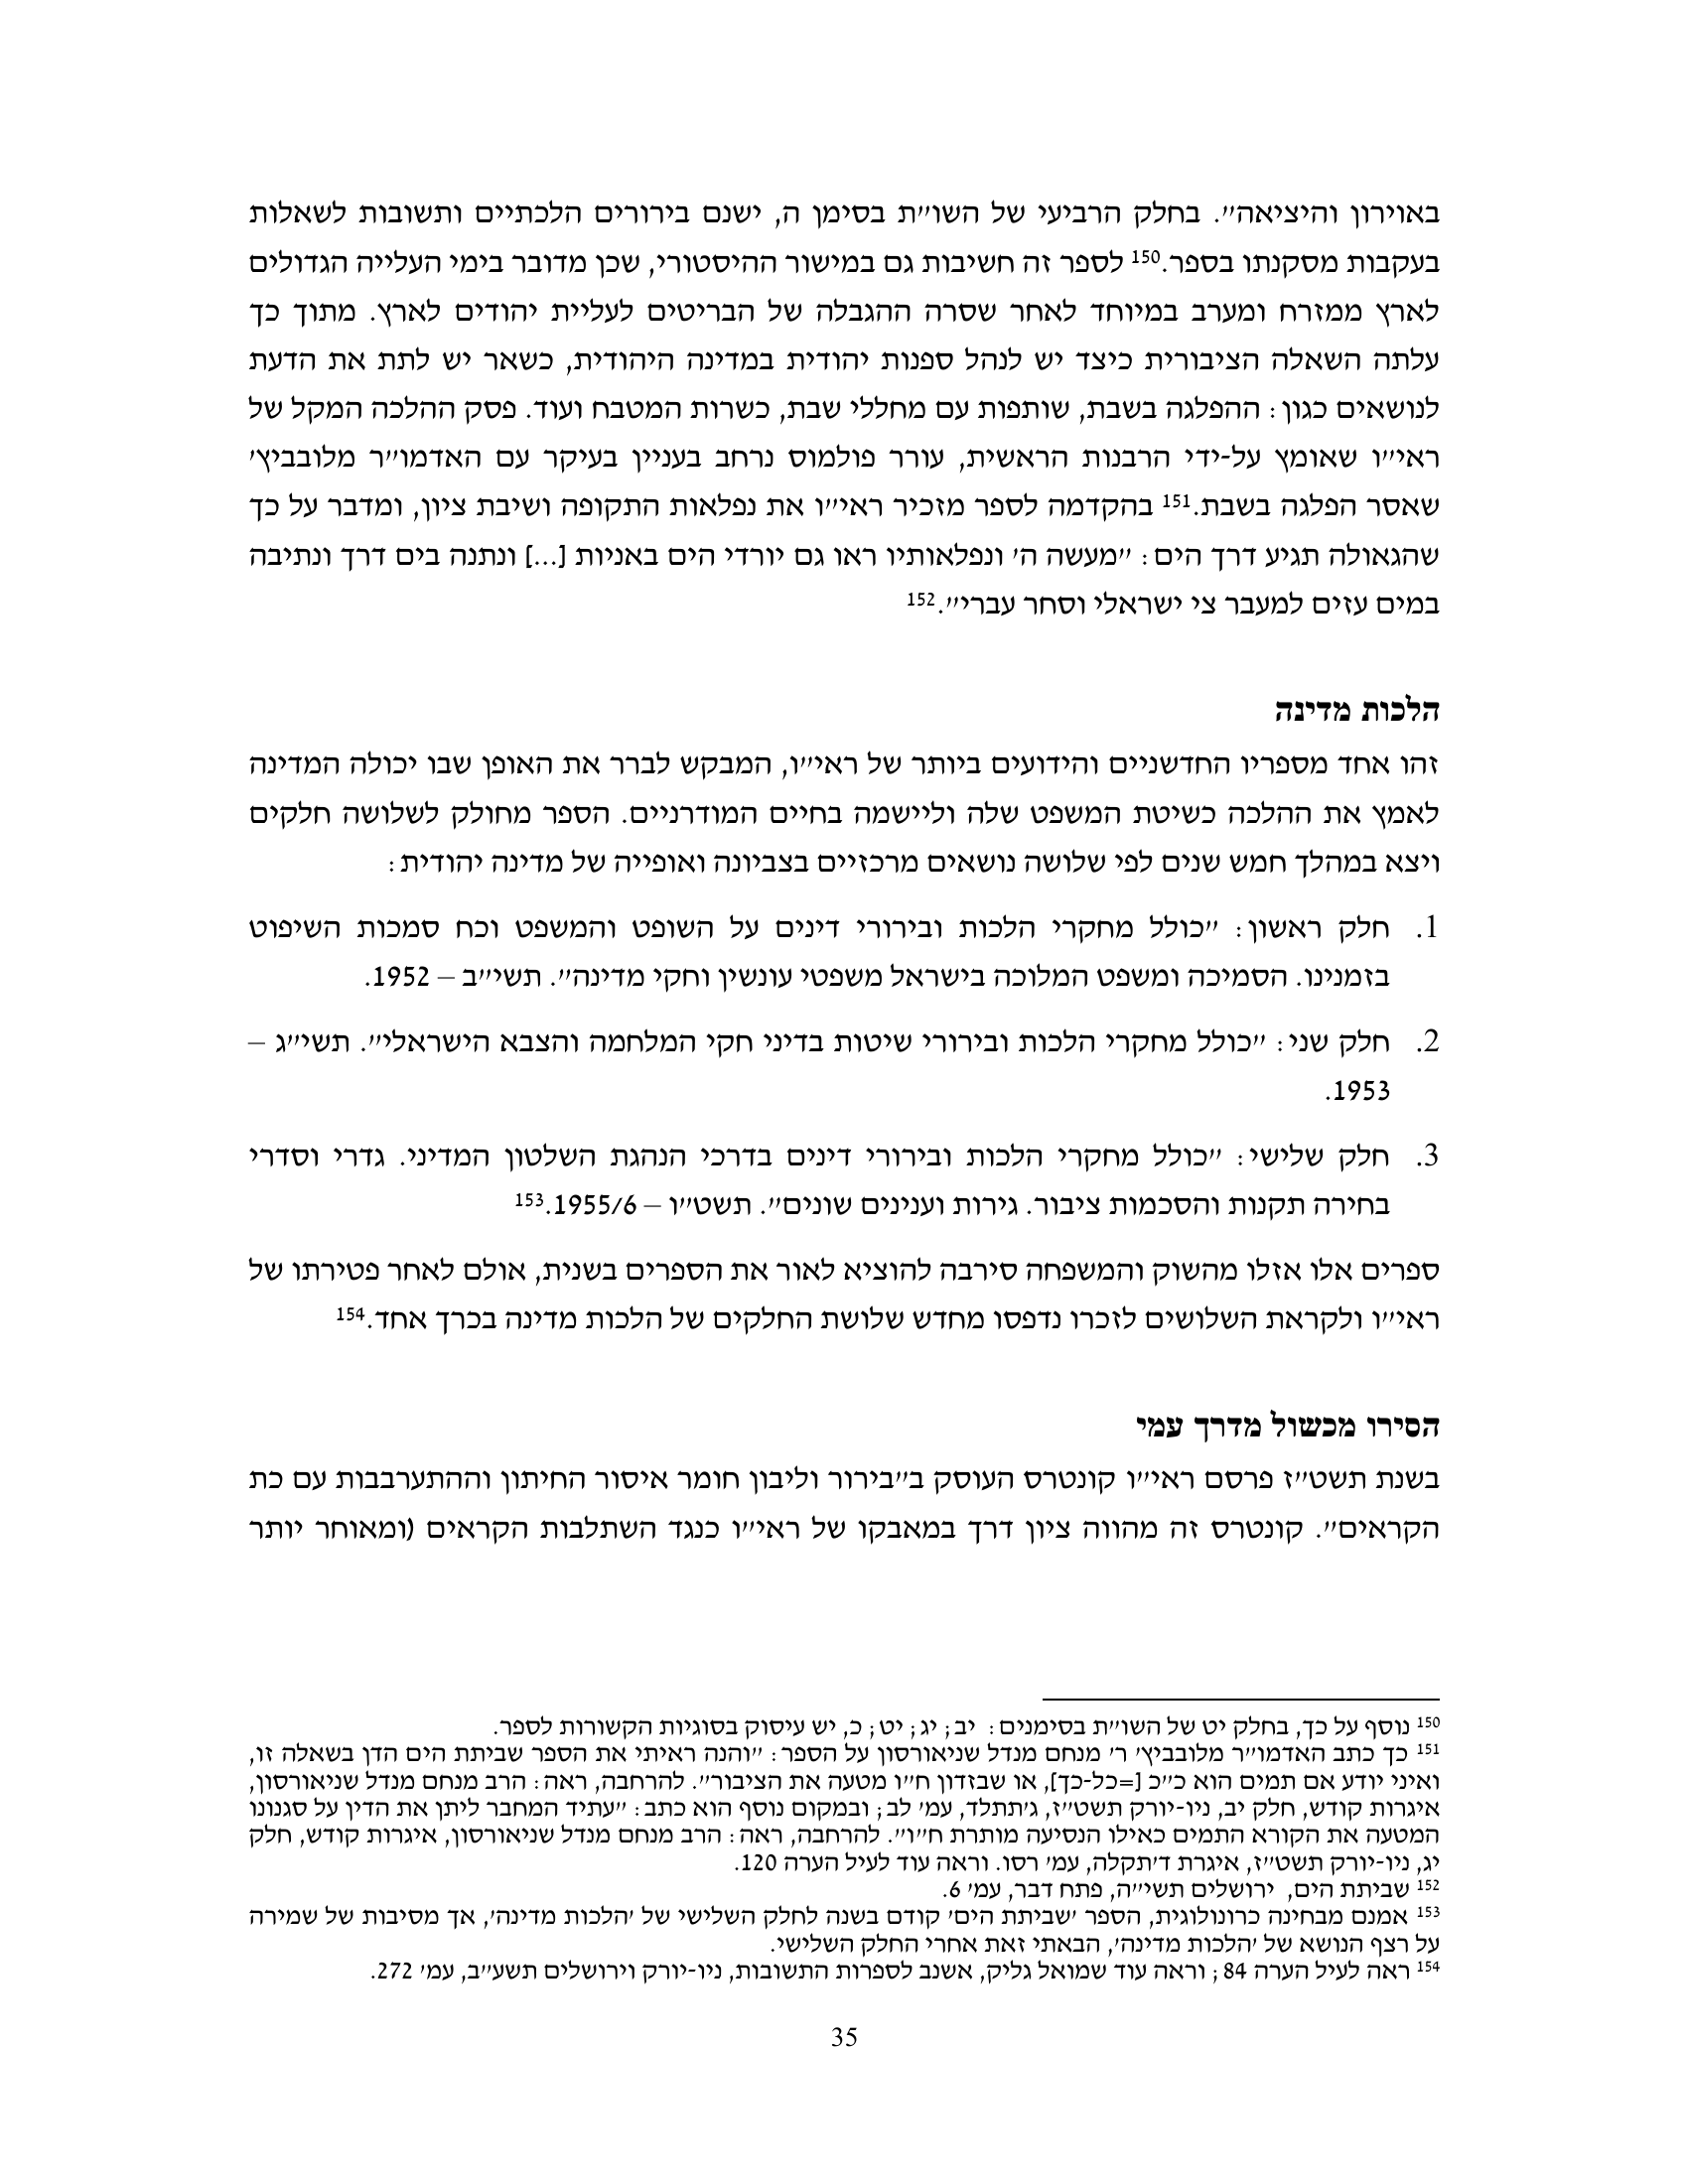 באוירון והיציאה". בחלק הרביעי של השו"ת בסימן ה, ישנם בירורים הלכתיים ותשובות לשאלות
בעקבות מסקנתו בספר.150 לספר זה חשיבות גם במישור ההיסטורי, שכן מדובר בימי העלייה הגדולים
לארץ ממזרח ומערב במיוחד לאחר שסרה ההגבלה של הבריטים לעליית יהודים לארץ. מתוך כך
עלתה השאלה הציבורית כיצד יש לנהל ספנות יהודית במדינה היהודית, כשאר יש לתת את הדעת
לנושאים כגון: ההפלגה בשבת, שותפות עם מחללי שבת, כשרות המטבח ועוד. פסק ההלכה המקל של
ראי"ו שאומץ על-ידי הרבנות הראשית, עורר פולמוס נרחב בעניין בעיקר עם האדמו"ר מלובביץ'
שאסר הפלגה בשבת.151 בהקדמה לספר מזכיר ראי"ו את נפלאות התקופה ושיבת ציון, ומדבר על כך
שהגאולה תגיע דרך הים: "מעשה ה' ונפלאותיו ראו גם יורדי הים באניות [...] ונתנה בים דרך ונתיבה
במים עזים למעבר צי ישראלי וסחר עברי".152
הלכות מדינה
זהו אחד מספריו החדשניים והידועים ביותר של ראי"ו, המבקש לברר את האופן שבו יכולה המדינה
לאמץ את ההלכה כשיטת המשפט שלה וליישמה בחיים המודרניים. הספר מחולק לשלושה חלקים
ויצא במהלך חמש שנים לפי שלושה נושאים מרכזיים בצביונה ואופייה של מדינה יהודית:
1. חלק ראשון: "כולל מחקרי הלכות ובירורי דינים על השופט והמשפט וכח סמכות השיפוט
בזמנינו. הסמיכה ומשפט המלוכה בישראל משפטי עונשין וחקי מדינה". תשי"ב – 1952.
2. חלק שני: "כולל מחקרי הלכות ובירורי שיטות בדיני חקי המלחמה והצבא הישראלי". תשי"ג –
1953.
3. חלק שלישי: "כולל מחקרי הלכות ובירורי דינים בדרכי הנהגת השלטון המדיני. גדרי וסדרי
בחירה תקנות והסכמות ציבור. גירות וענינים שונים". תשט"ו – 1955/6.153
ספרים אלו אזלו מהשוק והמשפחה סירבה להוציא לאור את הספרים בשנית, אולם לאחר פטירתו של
ראי"ו ולקראת השלושים לזכרו נדפסו מחדש שלושת החלקים של הלכות מדינה בכרך אחד.154
הסירו מכשול מדרך עמי
בשנת תשט"ז פרסם ראי"ו קונטרס העוסק ב"בירור וליבון חומר איסור החיתון וההתערבבות עם כת
הקראים". קונטרס זה מהווה ציון דרך במאבקו של ראי"ו כנגד השתלבות הקראים (ומאוחר יותר
150 נוסף על כך, בחלק יט של השו"ת בסימנים: יב; יג; יט; כ, יש עיסוק בסוגיות הקשורות לספר.
151 כך כתב האדמו"ר מלובביץ' ר' מנחם מנדל שניאורסון על הספר: "והנה ראיתי את הספר שביתת הים הדן בשאלה זו,
ואיני יודע אם תמים הוא כ"כ [=כל-כך], או שבזדון ח"ו מטעה את הציבור". להרחבה, ראה: הרב מנחם מנדל שניאורסון,
איגרות קודש, חלק יב, ניו-יורק תשט"ז, ג'תתלד, עמ' לב; ובמקום נוסף הוא כתב: "עתיד המחבר ליתן את הדין על סגנונו
המטעה את הקורא התמים כאילו הנסיעה מותרת ח"ו". להרחבה, ראה: הרב מנחם מנדל שניאורסון, איגרות קודש, חלק
יג, ניו-יורק תשט"ז, איגרת ד'תקלה, עמ' רסו. וראה עוד לעיל הערה 120.
152 שביתת הים, ירושלים תשי"ה, פתח דבר, עמ' 6.
153 אמנם מבחינה כרונולוגית, הספר 'שביתת הים' קודם בשנה לחלק השלישי של 'הלכות מדינה', אך מסיבות של שמירה
על רצף הנושא של 'הלכות מדינה', הבאתי זאת אחרי החלק השלישי.
154 ראה לעיל הערה 84; וראה עוד שמואל גליק, אשנב לספרות התשובות, ניו-יורק וירושלים תשע"ב, עמ' 272.
35